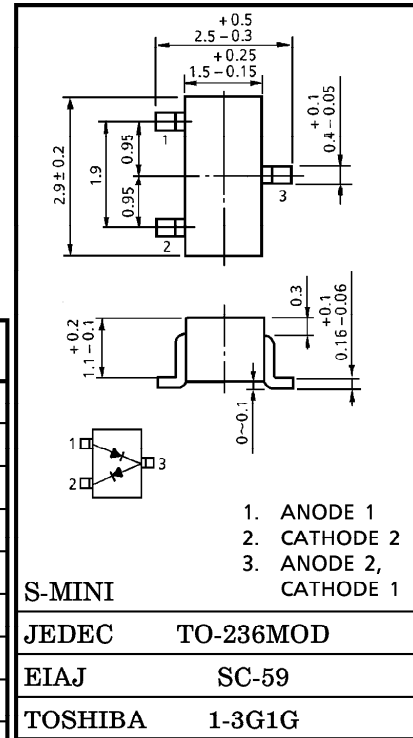 + 0.5
2.5 – 0.3
+ 0.25
1.5 – 0.15
+ 0.1
0.4 – 0.05
2.9 ± 0.2
1.9
0.95
0.95
1
2
3
+ 0.2
1.1 – 0.1
0.3
+ 0.1
0.16 – 0.06
0~0.1
1
2
3
1. ANODE 1
2. CATHODE 2
3. ANODE 2,
CATHODE 1
S-MINI
JEDEC TO-236MOD
EIAJ SC-59
TOSHIBA 1-3G1G